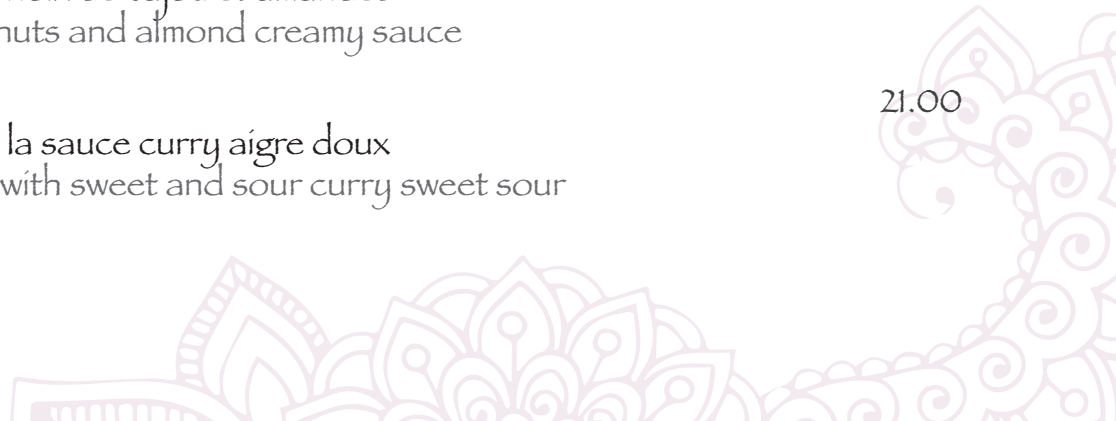 nuts and almond creamy sauce
21.00
la sauce curry aigre doux
with sweet and sour curry sweet sour